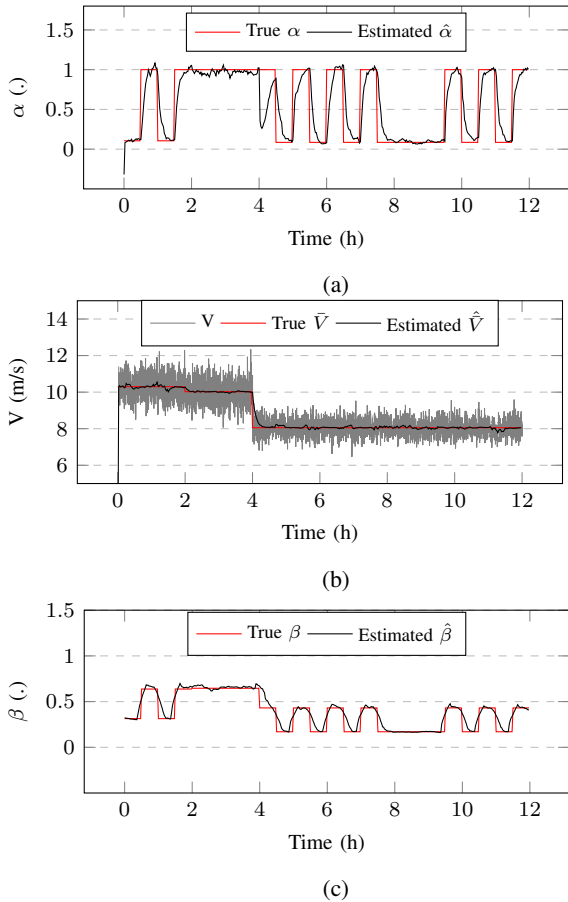 True α Estimated α̂
1.5
1
0.5
0
α (.)
0 2 4 6 8 10 12
Time (h)
(a)
V True V̄ Estimated V̄̂
14
12
10
8
6
V (m/s)
0 2 4 6 8 10 12
Time (h)
(b)
True β Estimated β̂
1.5
1
0.5
0
β (.)
0 2 4 6 8 10 12
Time (h)
(c)